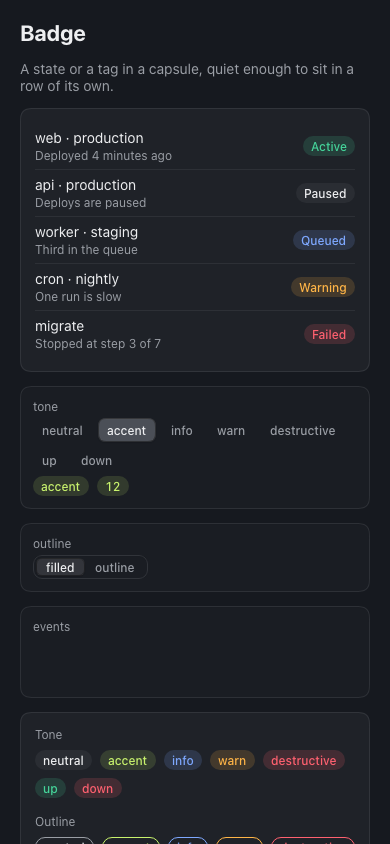 Badge
A state or a tag in a capsule, quiet enough to sit in a
row of its own.
web · production
Deployed 4 minutes ago
Active
api · production
Deploys are paused
Paused
worker · staging
Third in the queue
Queued
cron · nightly
One run is slow
Warning
migrate
Stopped at step 3 of 7
Failed
tone
neutral accent info warn destructive
up down
accent 12
outline
filled outline
events
Tone
neutral accent info warn destructive
up down
Outline